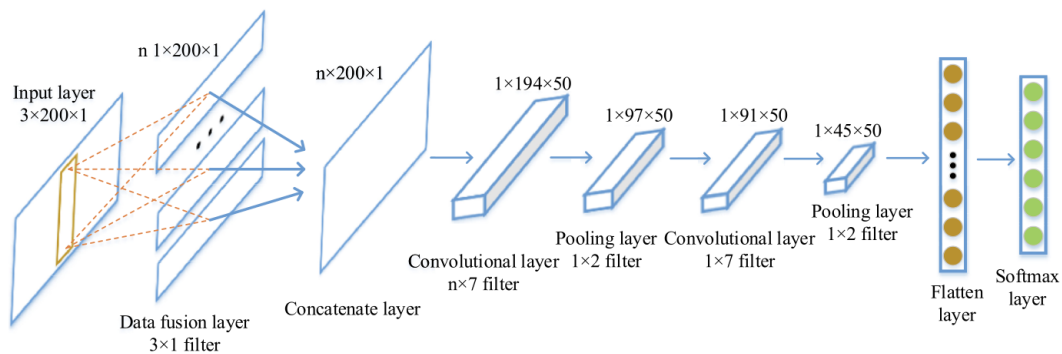 Input layer
3×200×1
n 1×200×1
Data fusion layer
3×1 filter
n×200×1
Concatenate layer
1×194×50
Convolutional layer
n×7 filter
1×97×50
Pooling layer
1×2 filter
1×91×50
Convolutional layer
1×7 filter
1×45×50
Pooling layer
1×2 filter
Flatten
layer
Softmax
layer